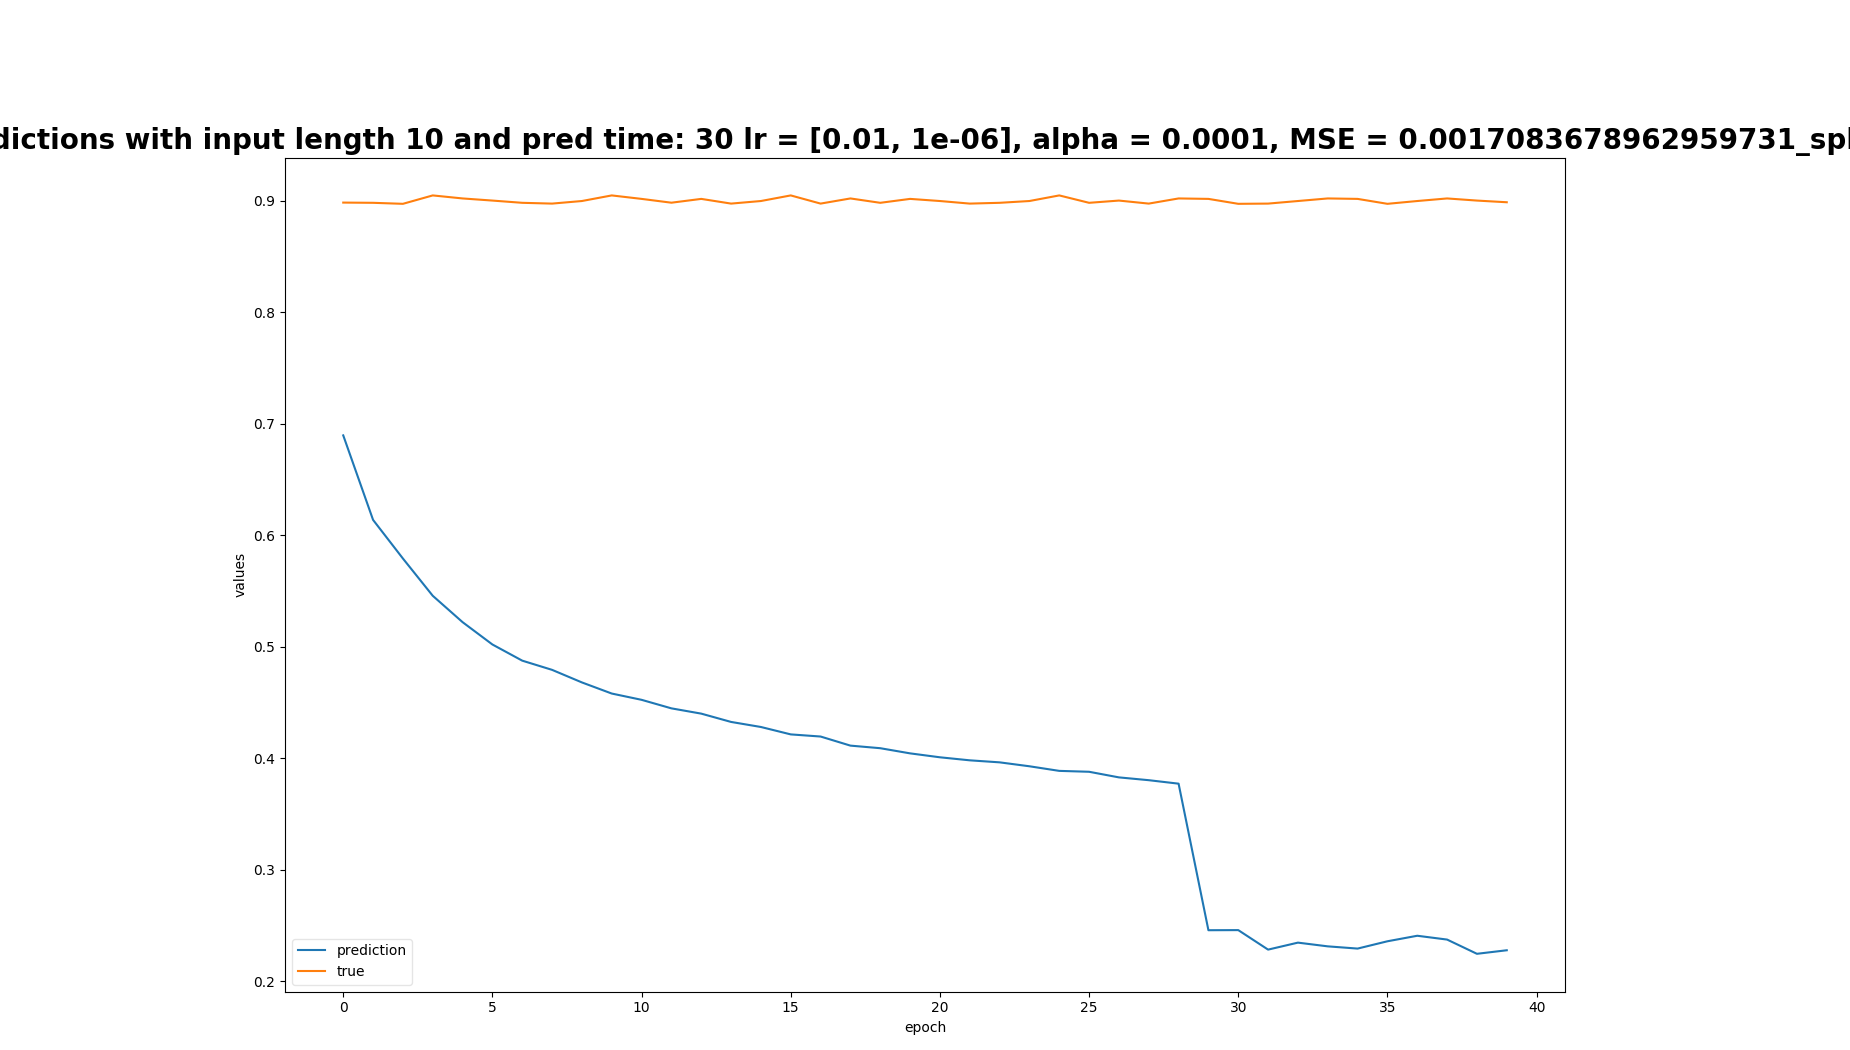 dictions with input length 10 and pred time: 30 lr = [0.01, 1e-06], alpha = 0.0001, MSE = 0.0017083678962959731_spl
0.9
0.8
0.7
0.6
0.5
0.4
0.3
0.2
values
prediction
true
0 5 10 15 20 25 30 35 40
epoch